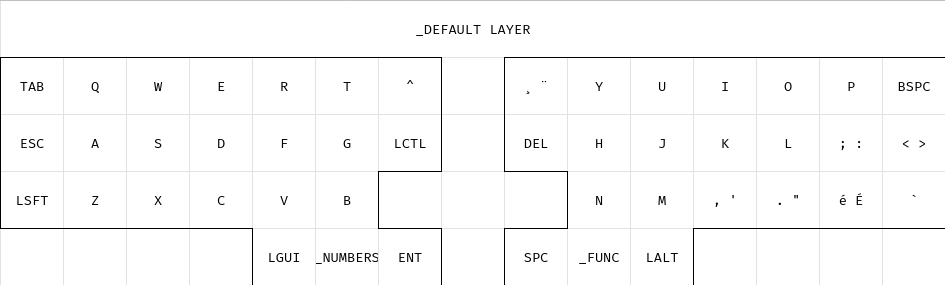 _DEFAULT LAYER
TAB Q W E R T ^ ¸ ¨ Y U I O P BSPC
ESC A S D F G LCTL DEL H J K L ; : < >
LSFT Z X C V B N M , ' . " é É `
LGUI _NUMBERS ENT SPC _FUNC LALT